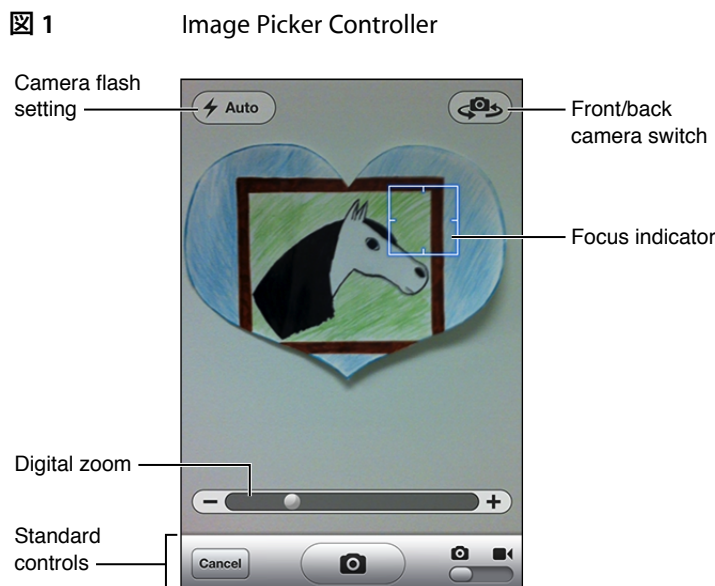 図 1 Image Picker Controller
Camera flash
setting
Auto
Front/back
camera switch
Focus indicator
Digital zoom
Standard
controls
Cancel